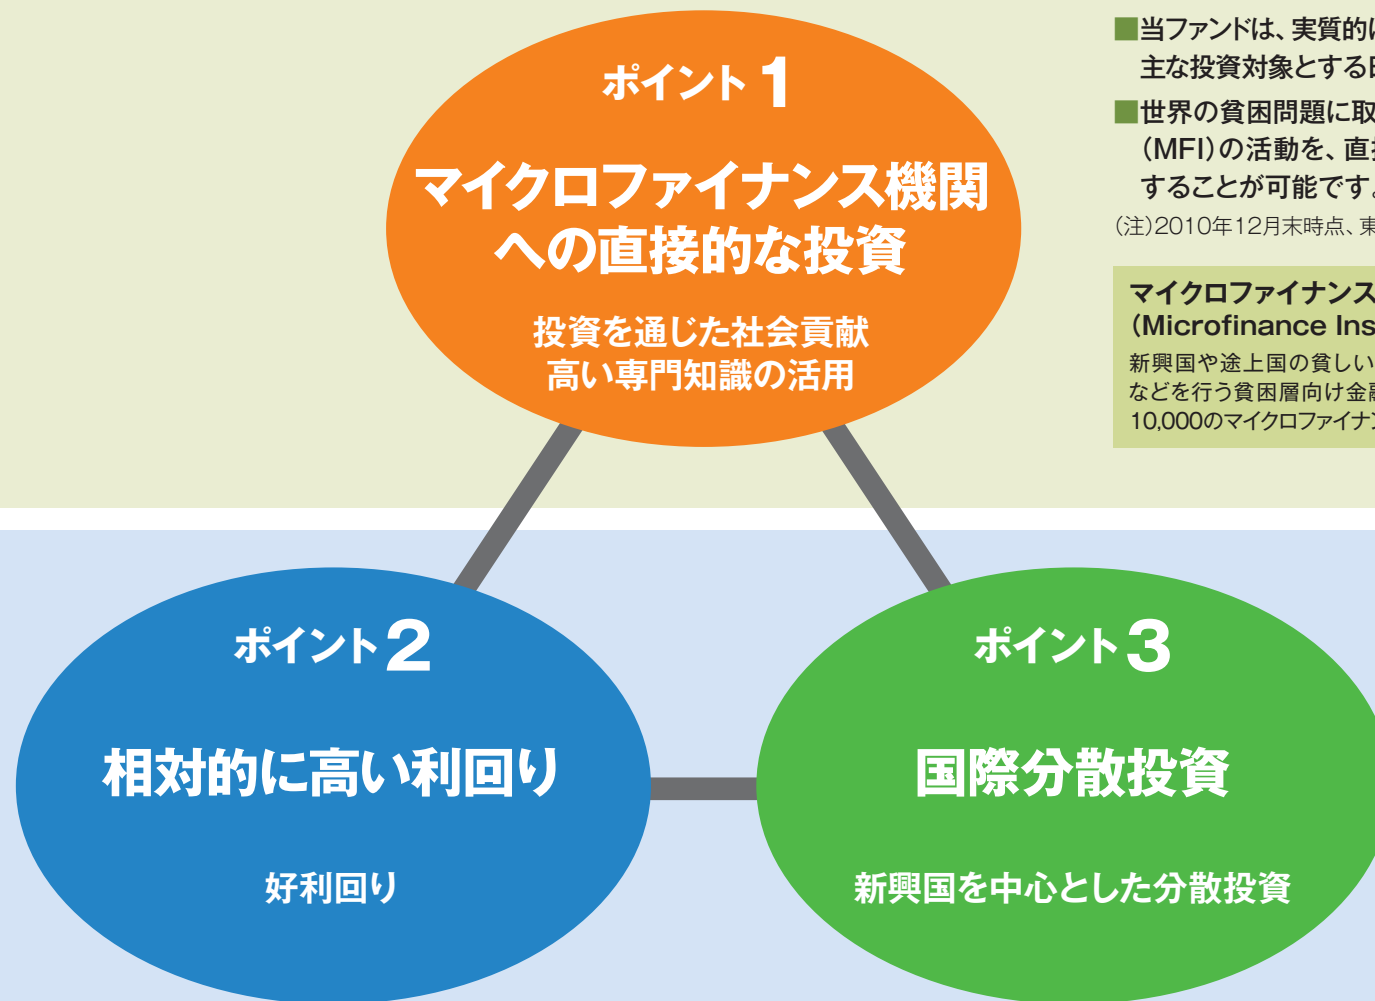 ポイント1
マイクロファイナンス機関
への直接的な投資
投資を通じた社会貢献
高い専門知識の活用
■当ファンドは、実質的に
主な投資対象とする
■世界の貧困問題に取
（MFI）の活動を、直接
することが可能です。
（注）2010年12月末時点、東
マイクロファイナンス
（Microfinance Ins
新興国や途上国の貧しい
などを行う貧困層向け金融
10,000のマイクロファイナン
ポイント2
相対的に高い利回り
好利回り
ポイント3
国際分散投資
新興国を中心とした分散投資